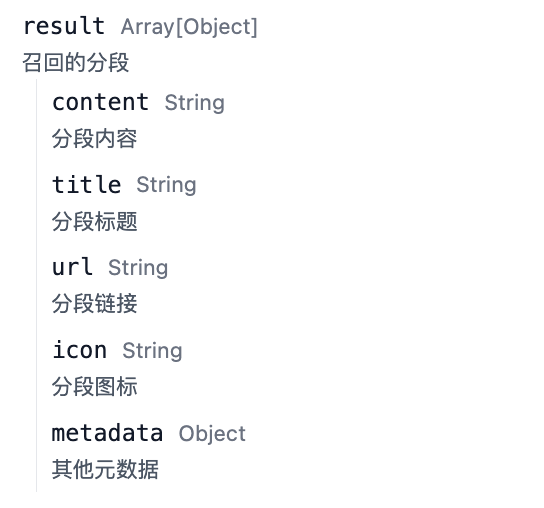 result Array[Object]
召回的分段
content String
分段内容
title String
分段标题
url String
分段链接
icon String
分段图标
metadata Object
其他元数据